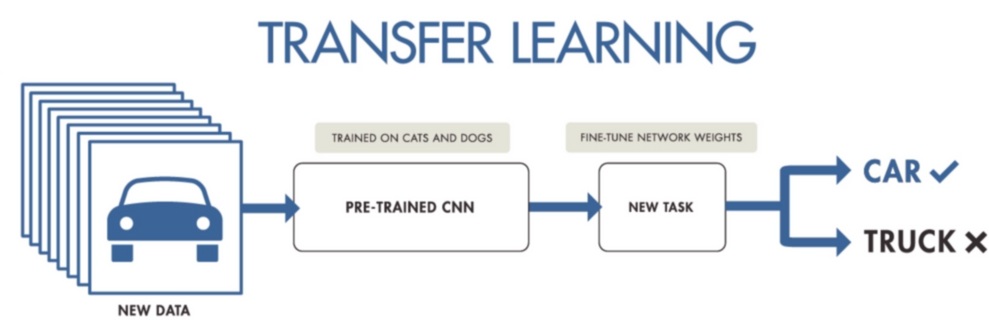 TRANSFER LEARNING
TRAINED ON CATS AND DOGS
FINE-TUNE NETWORK WEIGHTS
PRE-TRAINED CNN
NEW TASK
CAR
TRUCK
NEW DATA